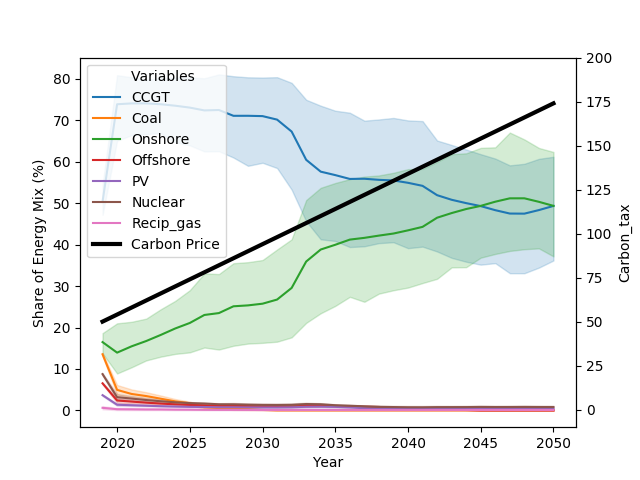 Variables
CCGT
Coal
Onshore
Offshore
PV
Nuclear
Recip_gas
Carbon Price
Share of Energy Mix (%)
80
70
60
50
40
30
20
10
0
200
175
150
125
100
75
50
25
0
Carbon_tax
2020 2025 2030 2035 2040 2045 2050
Year